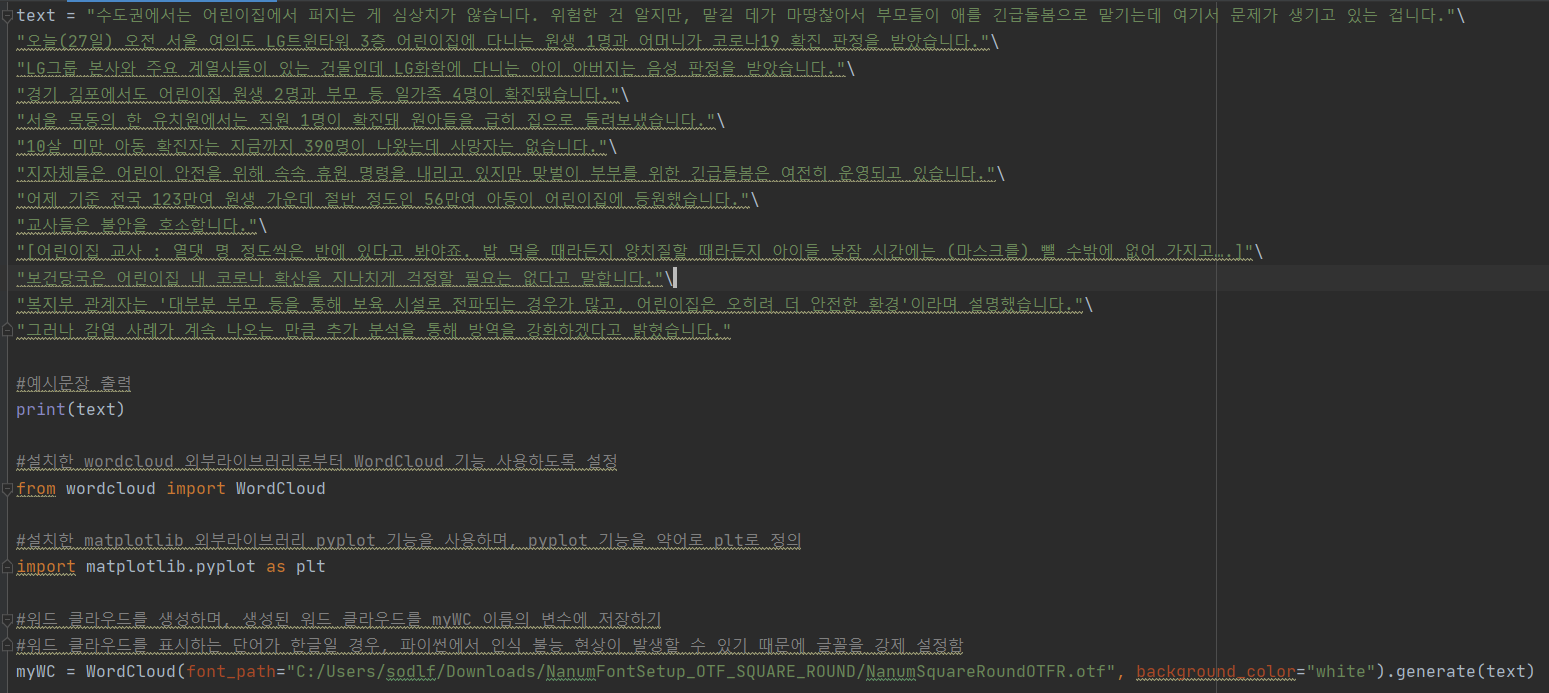 text = "수도권에서는 어린이집에서 퍼지는 게 심상치가 않습니다. 위험한 건 알지만, 맡길 데가 마땅찮아서 부모들이 애를 긴급돌봄으로 맡기는데 여기서 문제가 생기고 있는 겁니다."\
"오늘(27일) 오전 서울 여의도 LG트윈타워 3층 어린이집에 다니는 원생 1명과 어머니가 코로나19 확진 판정을 받았습니다."\
"LG그룹 본사와 주요 계열사들이 있는 건물인데 LG화학에 다니는 아이 아버지는 음성 판정을 받았습니다."\
"경기 김포에서도 어린이집 원생 2명과 부모 등 일가족 4명이 확진됐습니다."\
"서울 목동의 한 유치원에서는 직원 1명이 확진돼 원아들을 급히 집으로 돌려보냈습니다."\
"10살 미만 아동 확진자는 지금까지 390명이 나왔는데 사망자는 없습니다."\
"지자체들은 어린이 안전을 위해 속속 휴원 명령을 내리고 있지만 맞벌이 부부를 위한 긴급돌봄은 여전히 운영되고 있습니다."\
"어제 기준 전국 123만여 원생 가운데 절반 정도인 56만여 아동이 어린이집에 등원했습니다."\
"교사들은 불안을 호소합니다."\
"[어린이집 교사 : 열댓 명 정도씩은 반에 있다고 봐야죠. 밥 먹을 때라든지 양치질할 때라든지 아이들 낮잠 시간에는 (마스크를) 뺄 수밖에 없어 가지고….]"\
"보건당국은 어린이집 내 코로나 확산을 지나치게 걱정할 필요는 없다고 말합니다."\
"복지부 관계자는 '대부분 부모 등을 통해 보육 시설로 전파되는 경우가 많고, 어린이집은 오히려 더 안전한 환경'이라며 설명했습니다."\
"그러나 감염 사례가 계속 나오는 만큼 추가 분석을 통해 방역을 강화하겠다고 밝혔습니다."
#예시문장 출력
print(text)
#설치한 wordcloud 외부라이브러리로부터 WordCloud 기능 사용하도록 설정
from wordcloud import WordCloud
#설치한 matplotlib 외부라이브러리 pyplot 기능을 사용하며, pyplot 기능을 약어로 plt로 정의
import matplotlib.pyplot as plt
#워드 클라우드를 생성하며, 생성된 워드 클라우드를 myWC 이름의 변수에 저장하기
#워드 클라우드를 표시하는 단어가 한글일 경우, 파이썬에서 인식 불능 현상이 발생할 수 있기 때문에 글꼴을 강제 설정함
myWC = WordCloud(font_path="C:/Users/sodlf/Downloads/NanumFontSetup_OTF_SQUARE_ROUND/NanumSquareRoundOTFR.otf", background_color="white").generate(text)